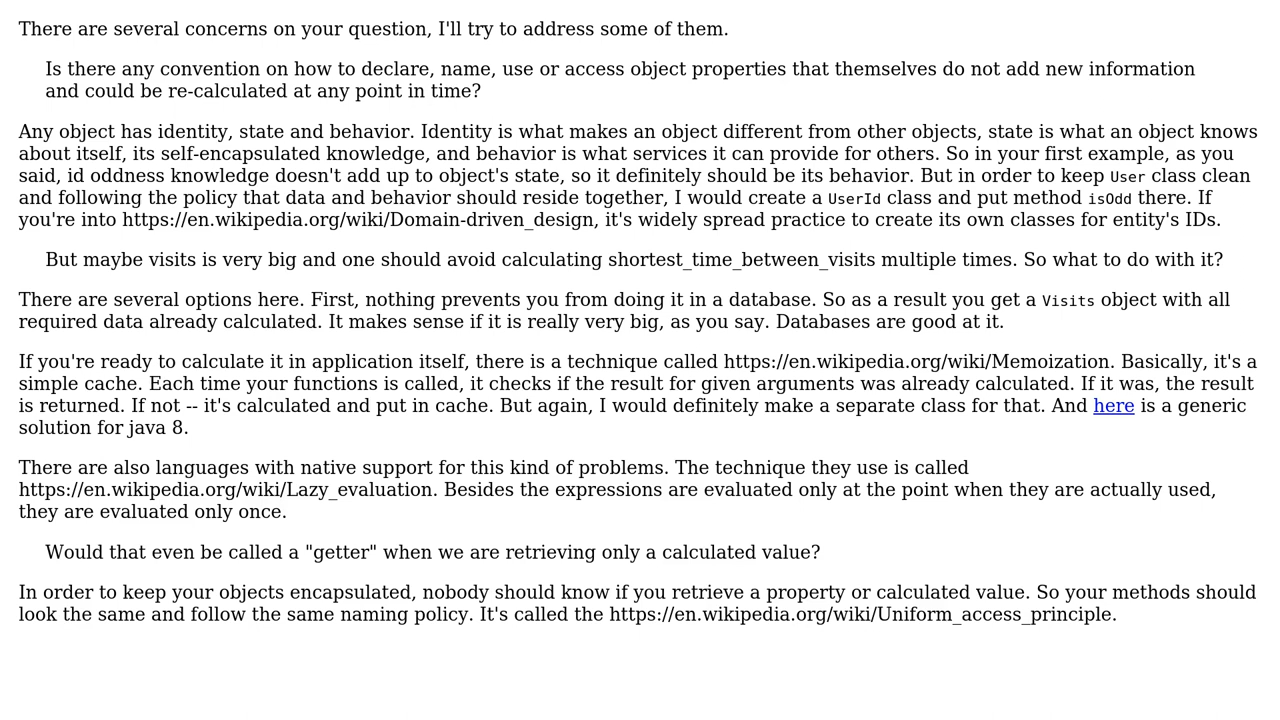 There are several concerns on your question, I'll try to address some of them.
Is there any convention on how to declare, name, use or access object properties that themselves do not add new information
and could be re-calculated at any point in time?
Any object has identity, state and behavior. Identity is what makes an object different from other objects, state is what an object knows
about itself, its self-encapsulated knowledge, and behavior is what services it can provide for others. So in your first example, as you
said, id oddness knowledge doesn't add up to object's state, so it definitely should be its behavior. But in order to keep User class clean
and following the policy that data and behavior should reside together, I would create a UserId class and put method isOdd there. If
you're into https://en.wikipedia.org/wiki/Domain-driven_design, it's widely spread practice to create its own classes for entity's IDs.
But maybe visits is very big and one should avoid calculating shortest_time_between_visits multiple times. So what to do with it?
There are several options here. First, nothing prevents you from doing it in a database. So as a result you get a Visits object with all
required data already calculated. It makes sense if it is really very big, as you say. Databases are good at it.
If you're ready to calculate it in application itself, there is a technique called https://en.wikipedia.org/wiki/Memoization. Basically, it's a
simple cache. Each time your functions is called, it checks if the result for given arguments was already calculated. If it was, the result
is returned. If not -- it's calculated and put in cache. But again, I would definitely make a separate class for that. And here is a generic
solution for java 8.
There are also languages with native support for this kind of problems. The technique they use is called
https://en.wikipedia.org/wiki/Lazy_evaluation. Besides the expressions are evaluated only at the point when they are actually used,
they are evaluated only once.
Would that even be called a "getter" when we are retrieving only a calculated value?
In order to keep your objects encapsulated, nobody should know if you retrieve a property or calculated value. So your methods should
look the same and follow the same naming policy. It's called the https://en.wikipedia.org/wiki/Uniform_access_principle.